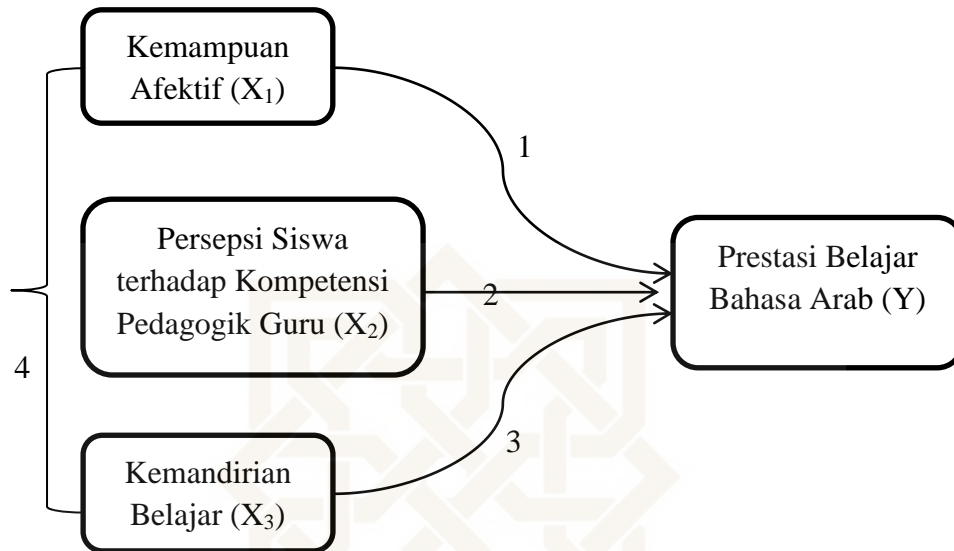 Kemampuan
Afektif (X₁)
1
Persepsi Siswa
terhadap Kompetensi
Pedagogik Guru (X₂)
2
Prestasi Belajar
Bahasa Arab (Y)
4
3
Kemandirian
Belajar (X₃)